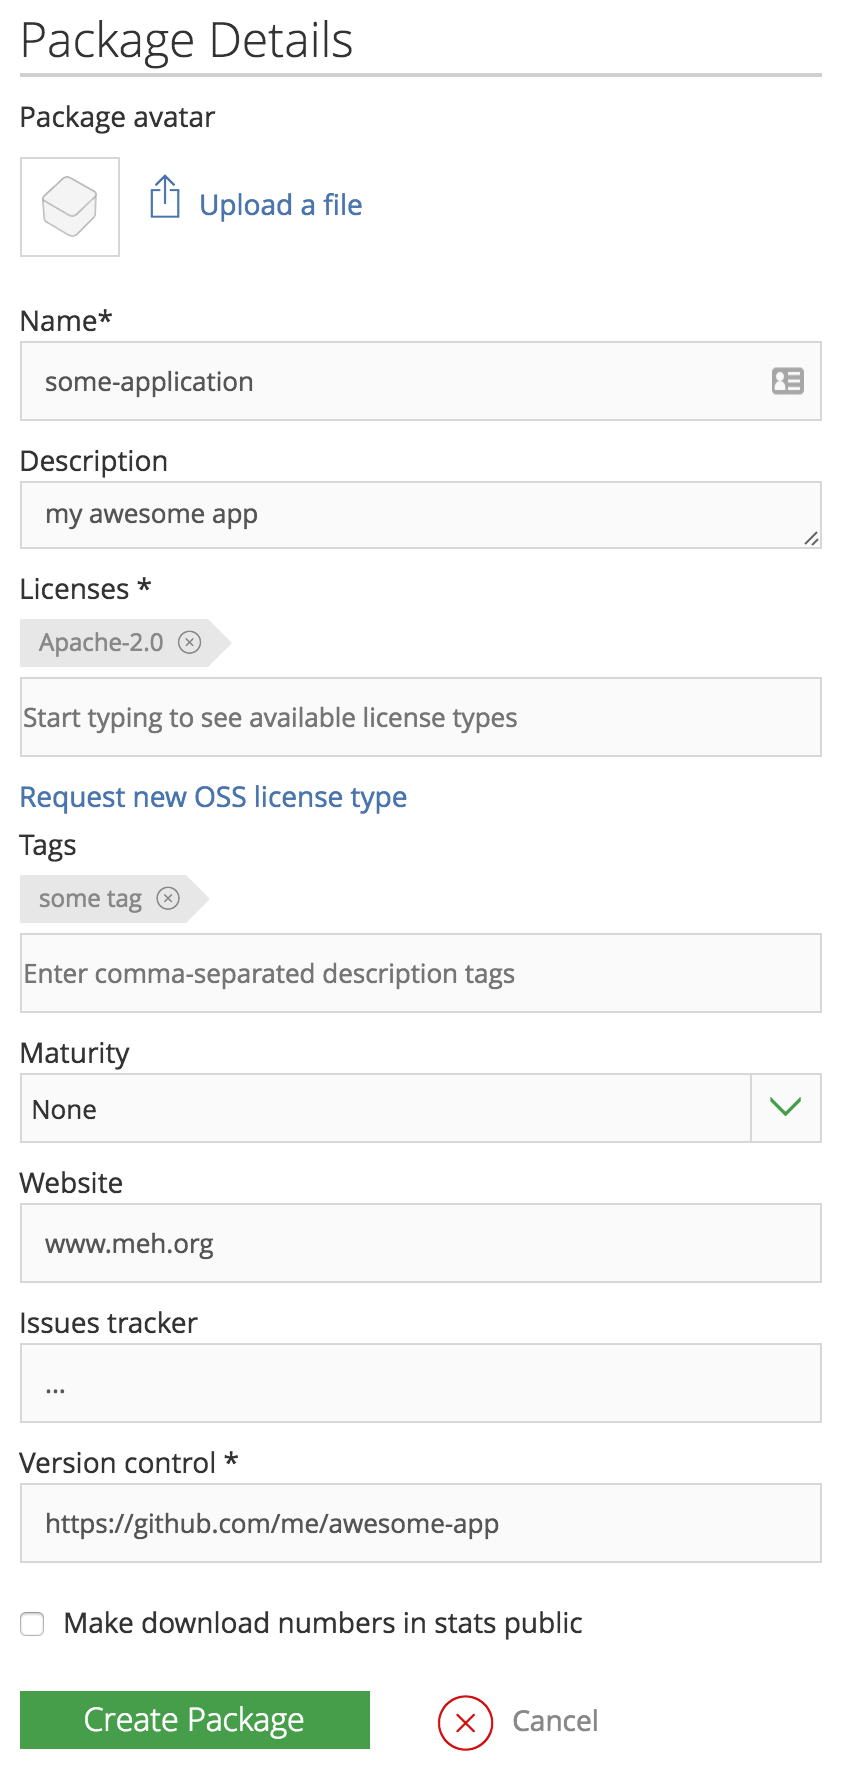 Package Details
Package avatar
Upload a file
Name*
some-application
Description
my awesome app
Licenses *
Apache-2.0
Start typing to see available license types
Request new OSS license type
Tags
some tag
Enter comma-separated description tags
Maturity
None
Website
www.meh.org
Issues tracker
...
Version control *
https://github.com/me/awesome-app
Make download numbers in stats public
Create Package
Cancel